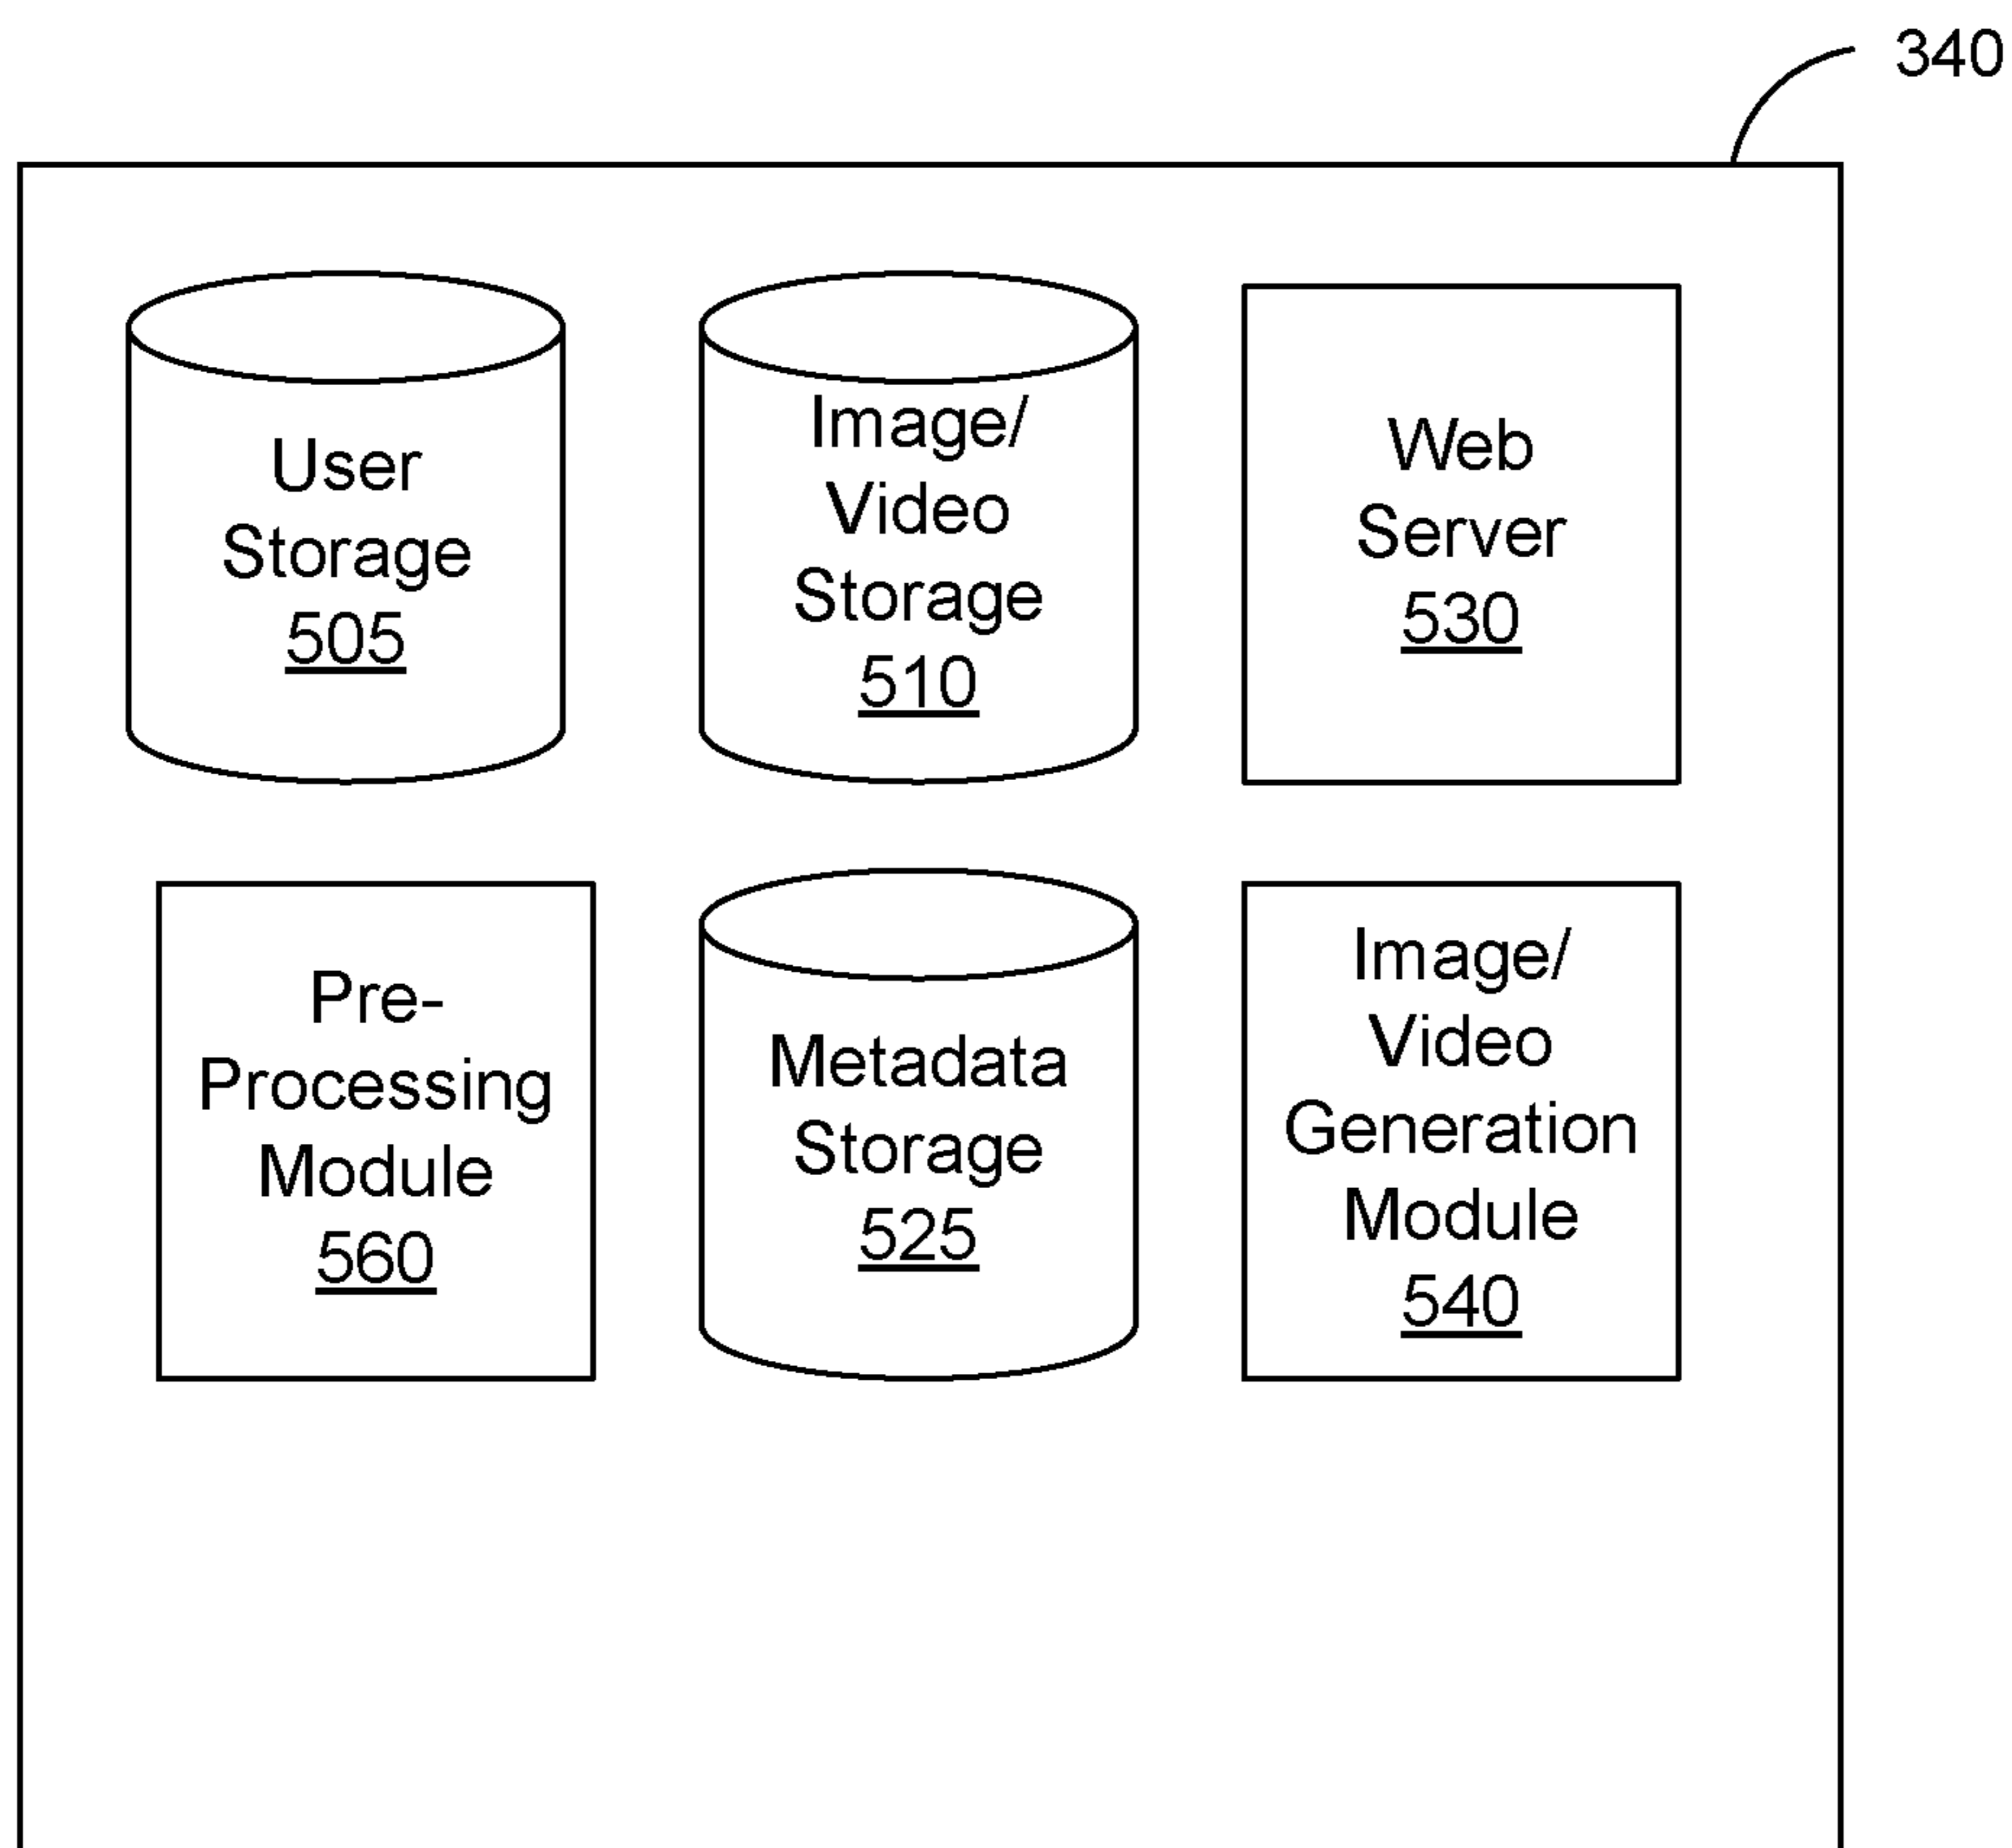 340
User
Storage
505
Image/
Video
Storage
510
Web
Server
530
Pre-
Processing
Module
560
Metadata
Storage
525
Image/
Video
Generation
Module
540